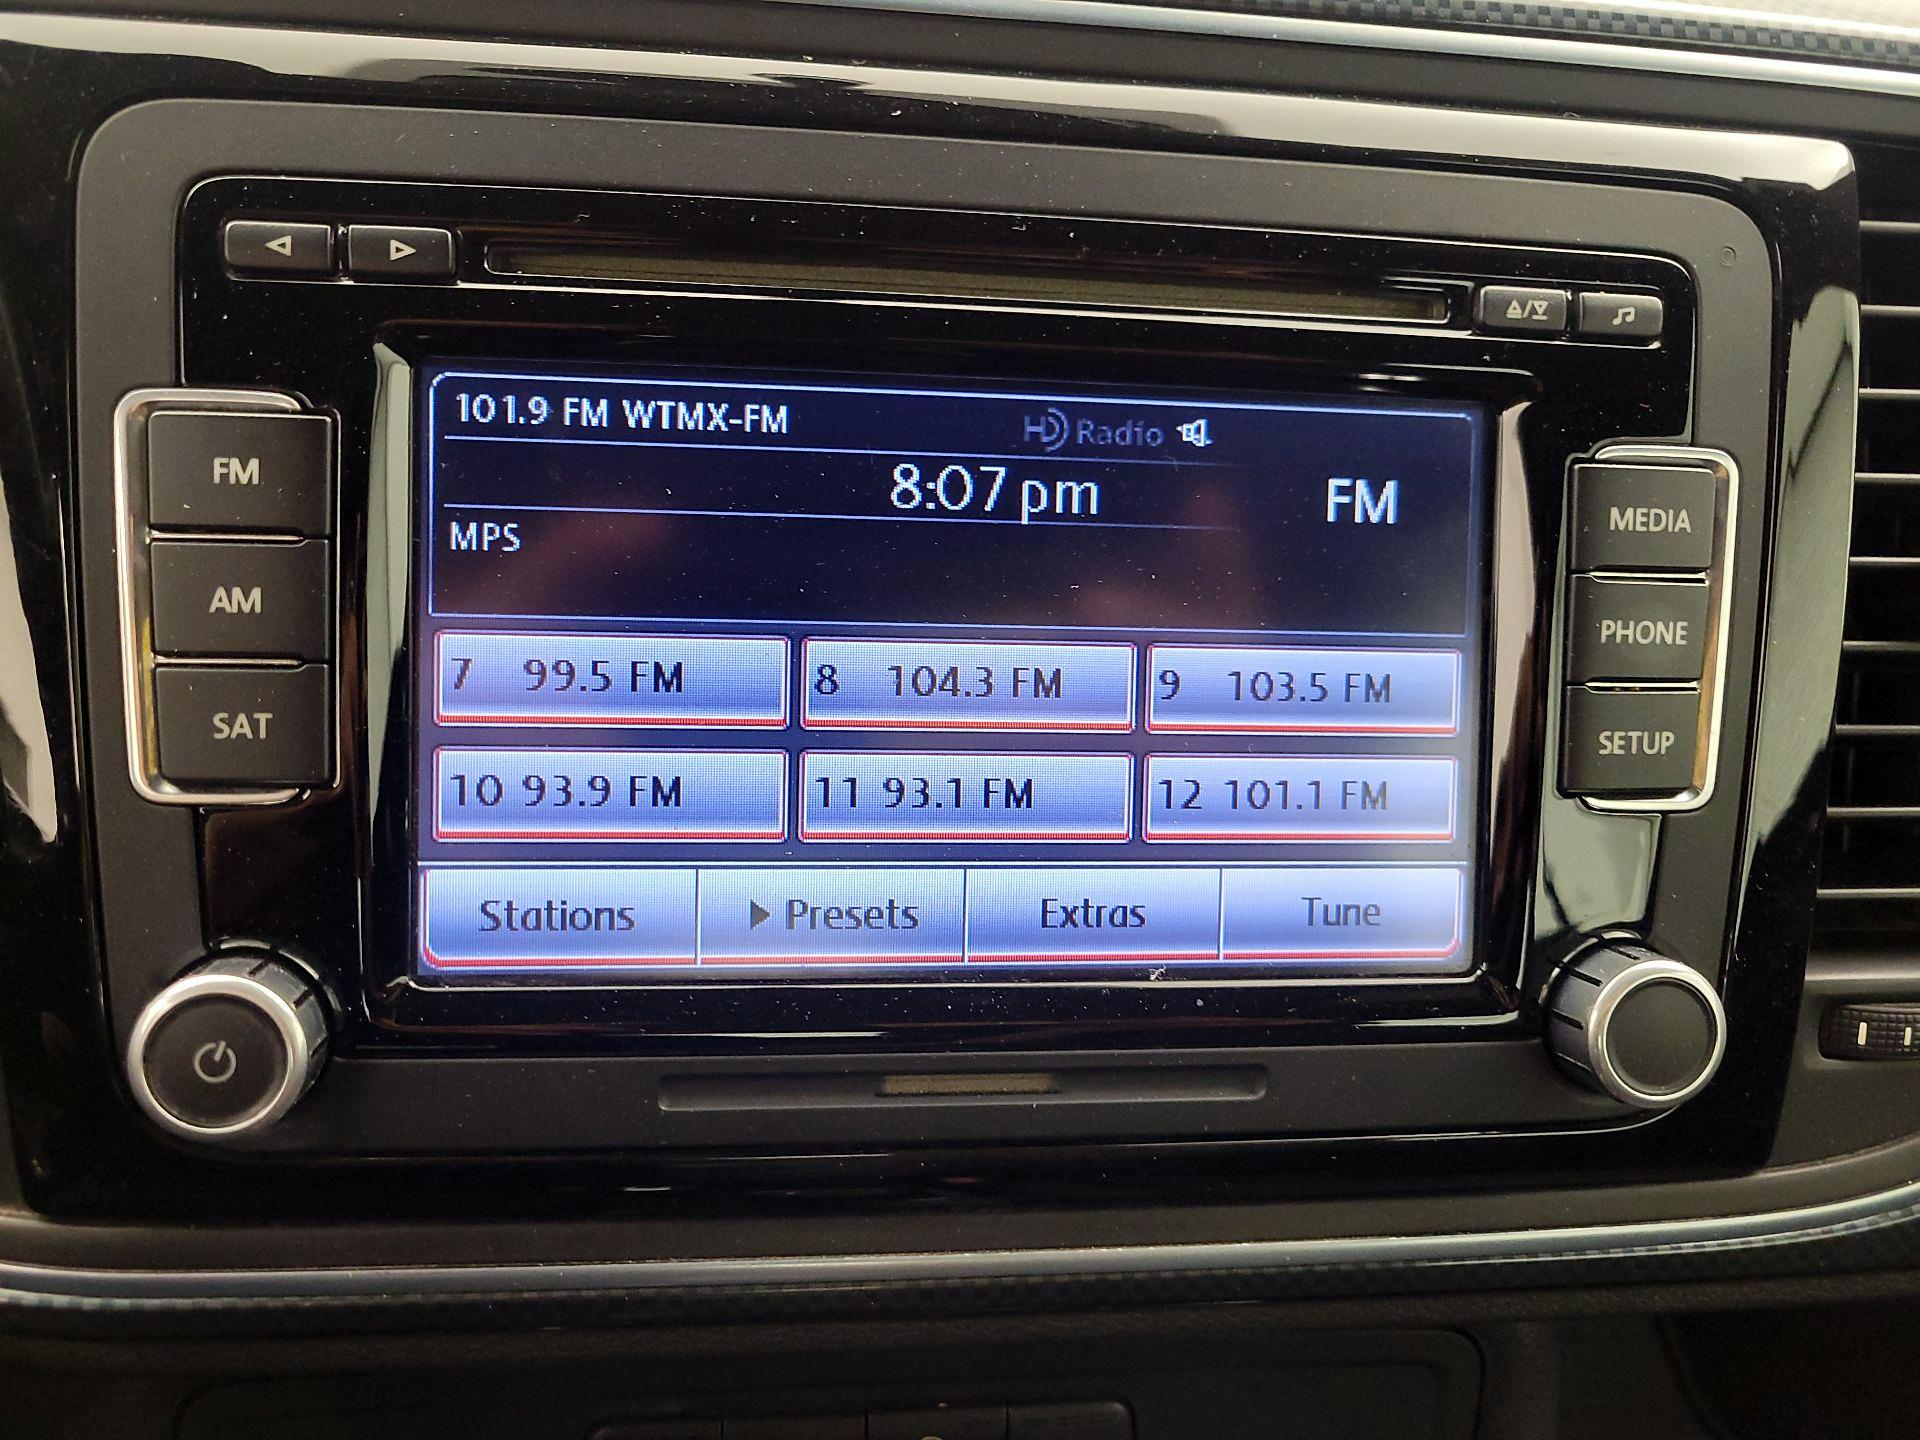 101.9 FM WTMX-FM HD Radio
8:07 pm FM
MPS
7 99.5 FM 8 104.3 FM 9 103.5 FM
10 93.9 FM 11 93.1 FM 12 101.1 FM
Stations Presets Extras Tune
FM
AM
SAT
MEDIA
PHONE
SETUP